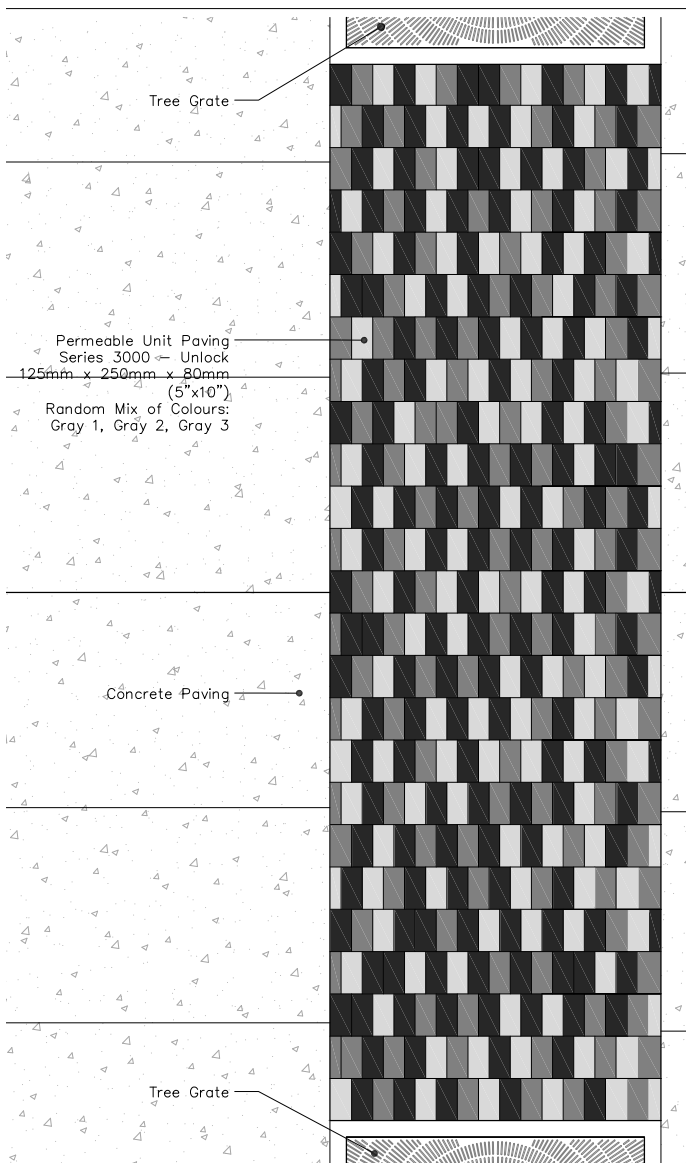 Tree Grate
Permeable Unit Paving
Series 3000 – Unlock
125mm x 250mm x 80mm
(5"x10")
Random Mix of Colours:
Gray 1, Gray 2, Gray 3
Concrete Paving
Tree Grate